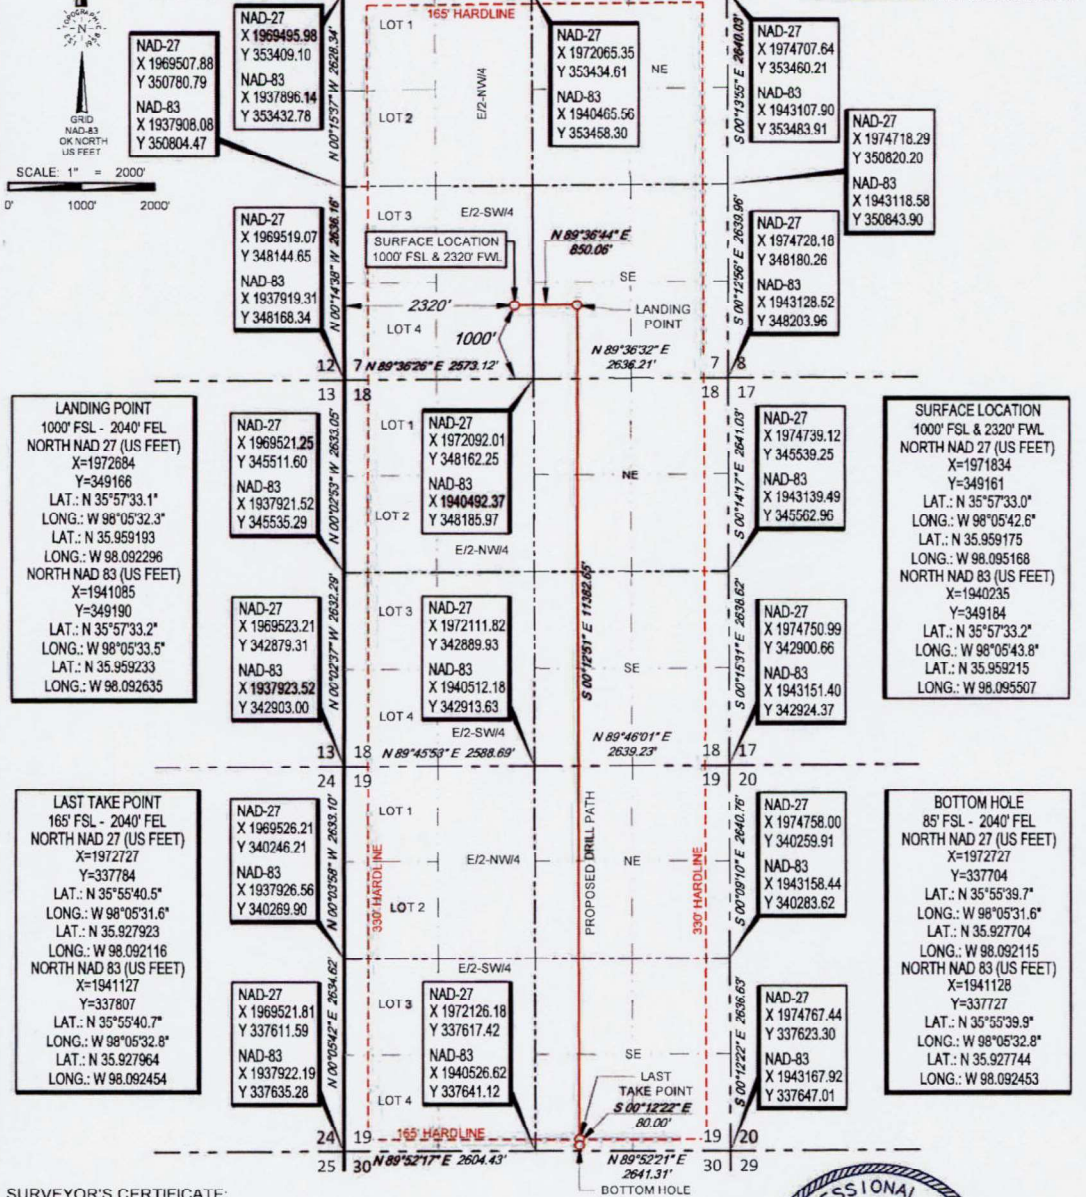 TOPOGRAPHIC
EST. 1958
N
GRID
NAD-83
OK NORTH
US FEET
SCALE: 1" = 2000'
0' 1000' 2000'
NAD-27
X 1969507.88
Y 350780.79
NAD-83
X 1937908.08
Y 350804.47
NAD-27
X 1969495.98
Y 353409.10
NAD-83
X 1937896.14
Y 353432.78
N 00°15'37" W 2628.34'
165' HARDLINE
LOT 1
LOT 2
E/2-NW/4
NAD-27
X 1972065.35
Y 353434.61
NAD-83
X 1940465.56
Y 353458.30
NE
S 00°13'55" E 2640.03'
NAD-27
X 1974707.64
Y 353460.21
NAD-83
X 1943107.90
Y 353483.91
NAD-27
X 1974718.29
Y 350820.20
NAD-83
X 1943118.58
Y 350843.90
NAD-27
X 1969519.07
Y 348144.65
NAD-83
X 1937919.31
Y 348168.34
N 00°14'38" W 2636.16'
LOT 3
E/2-SW/4
SURFACE LOCATION
1000' FSL & 2320' FWL
N 89°36'44" E
850.06'
SE
2320'
LOT 4
1000'
LANDING
POINT
N 89°36'26" E 2573.12'
N 89°36'32" E
2636.21'
S 00°12'56" E 2639.96'
NAD-27
X 1974728.18
Y 348180.26
NAD-83
X 1943128.52
Y 348203.96
12 7
7 8
13 18
18 17
LANDING POINT
1000' FSL - 2040' FEL
NORTH NAD 27 (US FEET)
X=1972684
Y=349166
LAT.: N 35°57'33.1"
LONG.: W 98°05'32.3"
LAT.: N 35.959193
LONG.: W 98.092296
NORTH NAD 83 (US FEET)
X=1941085
Y=349190
LAT.: N 35°57'33.2"
LONG.: W 98°05'33.5"
LAT.: N 35.959233
LONG.: W 98.092635
NAD-27
X 1969521.25
Y 345511.60
NAD-83
X 1937921.52
Y 345535.29
N 00°02'53" W 2633.05'
LOT 1
LOT 2
NAD-27
X 1972092.01
Y 348162.25
NAD-83
X 1940492.37
Y 348185.97
E/2-NW/4
NE
S 00°14'17" E 2641.03'
NAD-27
X 1974739.12
Y 345539.25
NAD-83
X 1943139.49
Y 345562.96
SURFACE LOCATION
1000' FSL & 2320' FWL
NORTH NAD 27 (US FEET)
X=1971834
Y=349161
LAT.: N 35°57'33.0"
LONG.: W 98°05'42.6"
LAT.: N 35.959175
LONG.: W 98.095168
NORTH NAD 83 (US FEET)
X=1940235
Y=349184
LAT.: N 35°57'33.2"
LONG.: W 98°05'43.8"
LAT.: N 35.959215
LONG.: W 98.095507
NAD-27
X 1969523.21
Y 342879.31
NAD-83
X 1937923.52
Y 342903.00
N 00°02'37" W 2632.29'
LOT 3
LOT 4
NAD-27
X 1972111.82
Y 342889.93
NAD-83
X 1940512.18
Y 342913.63
E/2-SW/4
S 00°12'51" E 11382.65'
SE
S 00°15'31" E 2638.62'
NAD-27
X 1974750.99
Y 342900.66
NAD-83
X 1943151.40
Y 342924.37
N 89°45'53" E 2588.69'
N 89°46'01" E
2639.23'
13 18
18 17
24 19
19 20
LAST TAKE POINT
165' FSL - 2040' FEL
NORTH NAD 27 (US FEET)
X=1972727
Y=337784
LAT.: N 35°55'40.5"
LONG.: W 98°05'31.6"
LAT.: N 35.927923
LONG.: W 98.092116
NORTH NAD 83 (US FEET)
X=1941127
Y=337807
LAT.: N 35°55'40.7"
LONG.: W 98°05'32.8"
LAT.: N 35.927964
LONG.: W 98.092454
NAD-27
X 1969526.21
Y 340246.21
NAD-83
X 1937926.56
Y 340269.90
N 00°03'58" W 2633.10'
330' HARDLINE
LOT 1
E/2-NW/4
LOT 2
PROPOSED DRILL PATH
NE
330' HARDLINE
S 00°09'10" E 2640.76'
NAD-27
X 1974758.00
Y 340259.91
NAD-83
X 1943158.44
Y 340283.62
BOTTOM HOLE
85' FSL - 2040' FEL
NORTH NAD 27 (US FEET)
X=1972727
Y=337704
LAT.: N 35°55'39.7"
LONG.: W 98°05'31.6"
LAT.: N 35.927704
LONG.: W 98.092115
NORTH NAD 83 (US FEET)
X=1941128
Y=337727
LAT.: N 35°55'39.9"
LONG.: W 98°05'32.8"
LAT.: N 35.927744
LONG.: W 98.092453
NAD-27
X 1969521.81
Y 337611.59
NAD-83
X 1937922.19
Y 337635.28
N 00°05'42" E 2634.62'
E/2-SW/4
LOT 3
LOT 4
NAD-27
X 1972126.18
Y 337617.42
NAD-83
X 1940526.62
Y 337641.12
SE
LAST
TAKE POINT
S 00°12'22" E
80.00'
S 00°12'22" E 2636.63'
NAD-27
X 1974767.44
Y 337623.30
NAD-83
X 1943167.92
Y 337647.01
165' HARDLINE
24 19
19 20
25 30
30 29
N 89°52'17" E 2604.43'
N 89°52'21" E
2641.31'
BOTTOM HOLE
SURVEYOR'S CERTIFICATE:
ESSIONAL